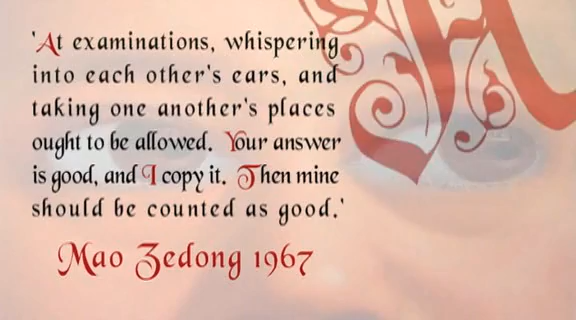 'At examinations, whispering
into each other's ears, and
taking one another's places
ought to be allowed. Your answer
is good, and I copy it. Then mine
should be counted as good.'
Mao Zedong 1967